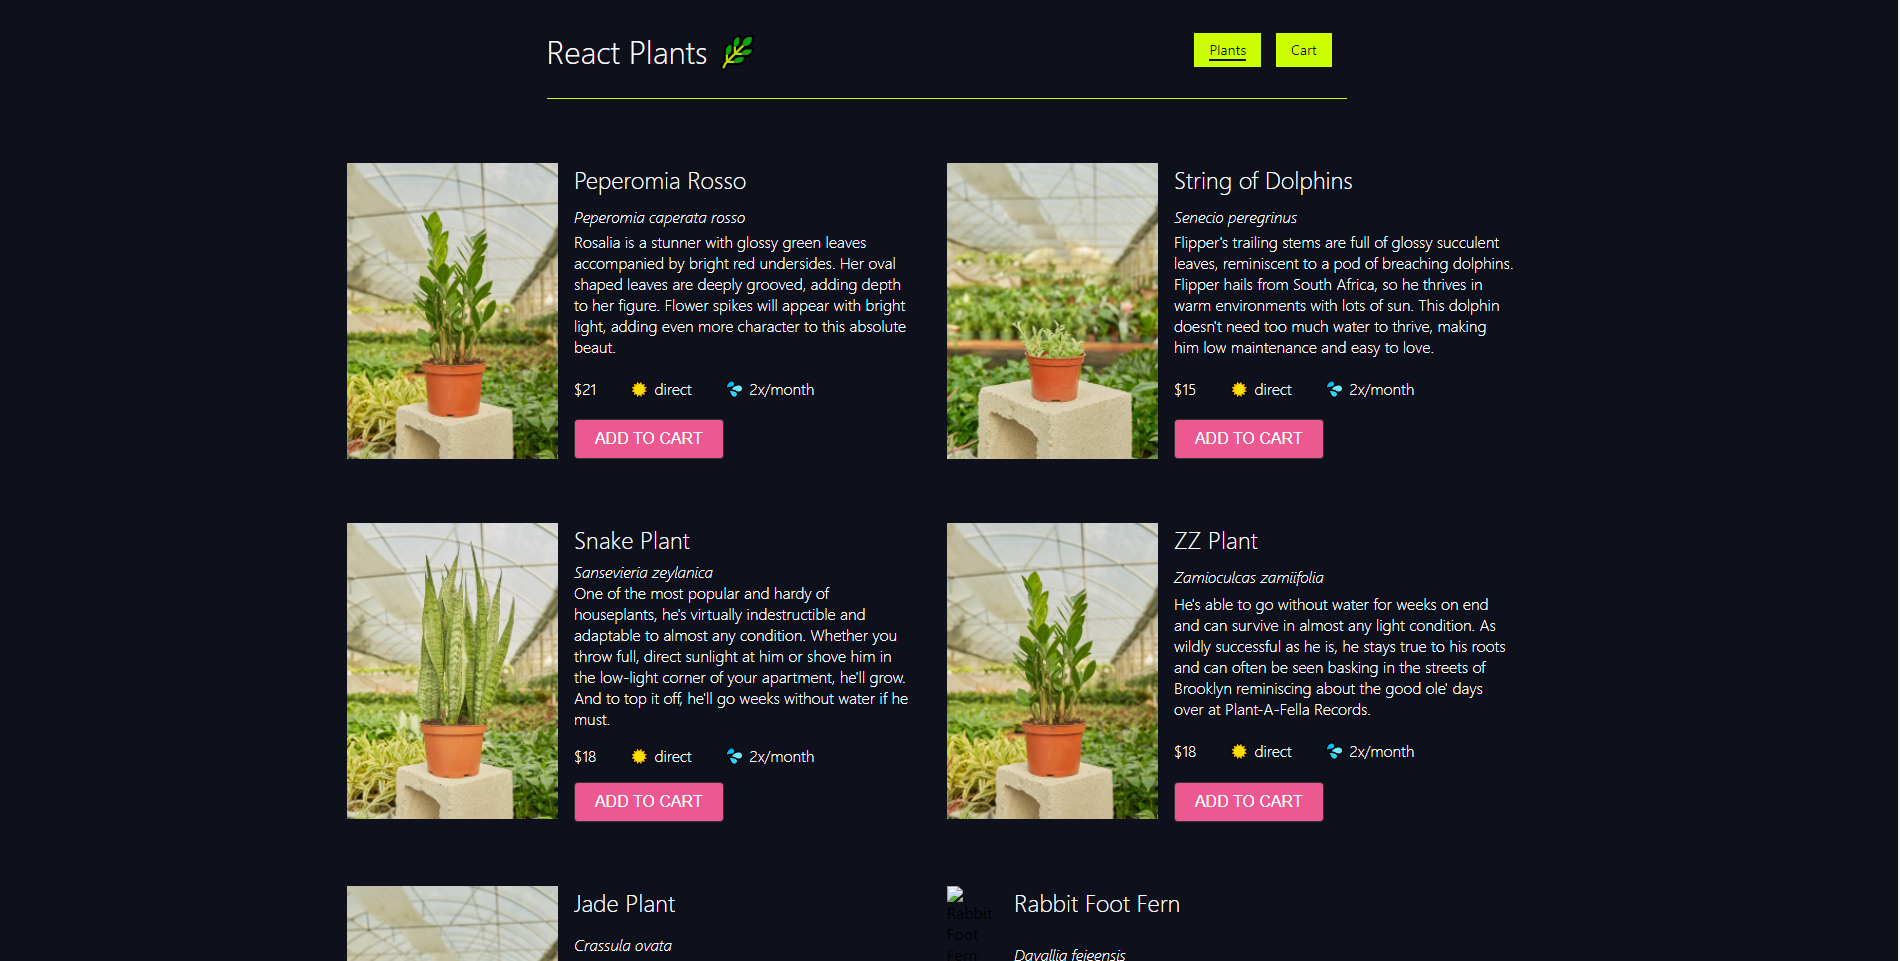 React Plants
Plants
Cart
Peperomia Rosso
Peperomia caperata rosso
Rosalia is a stunner with glossy green leaves
accompanied by bright red undersides. Her oval
shaped leaves are deeply grooved, adding depth
to her figure. Flower spikes will appear with bright
light, adding even more character to this absolute
beaut.
$21 direct 2x/month
ADD TO CART
String of Dolphins
Senecio peregrinus
Flipper's trailing stems are full of glossy succulent
leaves, reminiscent to a pod of breaching dolphins.
Flipper hails from South Africa, so he thrives in
warm environments with lots of sun. This dolphin
doesn't need too much water to thrive, making
him low maintenance and easy to love.
$15 direct 2x/month
ADD TO CART
Snake Plant
Sansevieria zeylanica
One of the most popular and hardy of
houseplants, he's virtually indestructible and
adaptable to almost any condition. Whether you
throw full, direct sunlight at him or shove him in
the low-light corner of your apartment, he'll grow.
And to top it off, he'll go weeks without water if he
must.
$18 direct 2x/month
ADD TO CART
ZZ Plant
Zamioculcas zamiifolia
He's able to go without water for weeks on end
and can survive in almost any light condition. As
wildly successful as he is, he stays true to his roots
and can often be seen basking in the streets of
Brooklyn reminiscing about the good ole' days
over at Plant-A-Fella Records.
$18 direct 2x/month
ADD TO CART
Jade Plant
Crassula ovata
Rabbit
Foot
Fern
Rabbit Foot Fern
Davallia fejeensis